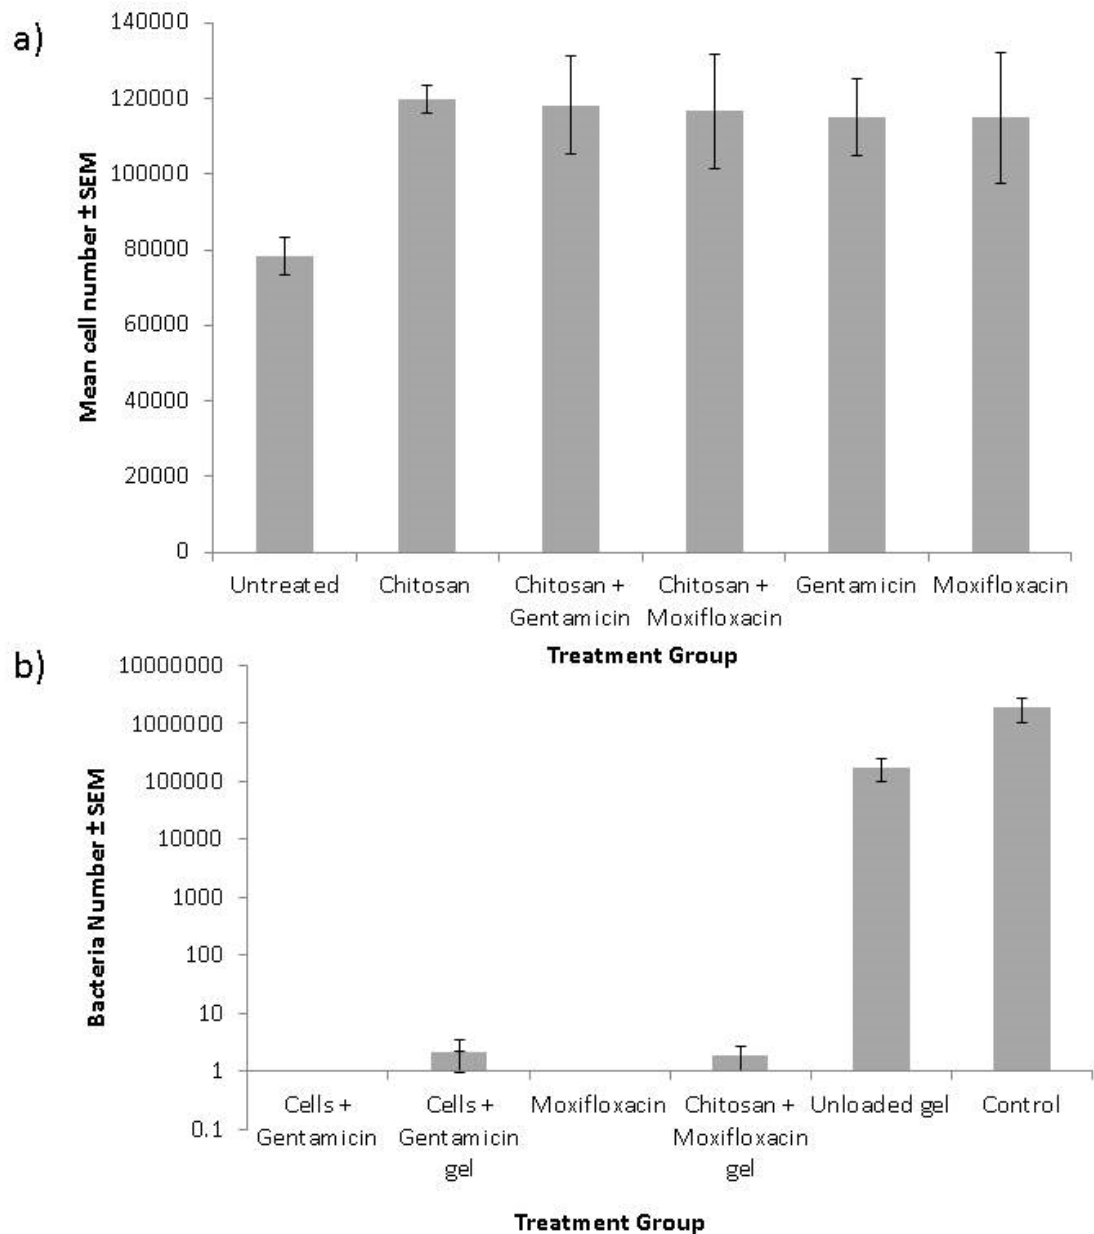 a)
140000
120000
100000
80000
60000
40000
20000
0
Mean cell number ± SEM
Untreated Chitosan Chitosan + Chitosan + Gentamicin Moxifloxacin
Gentamicin Moxifloxacin
Treatment Group
b)
10000000
1000000
100000
10000
1000
100
10
1
0.1
Bacteria Number ± SEM
Cells + Cells + Moxifloxacin Chitosan + Unloaded gel Control
Gentamicin Gentamicin Moxifloxacin
gel gel
Treatment Group